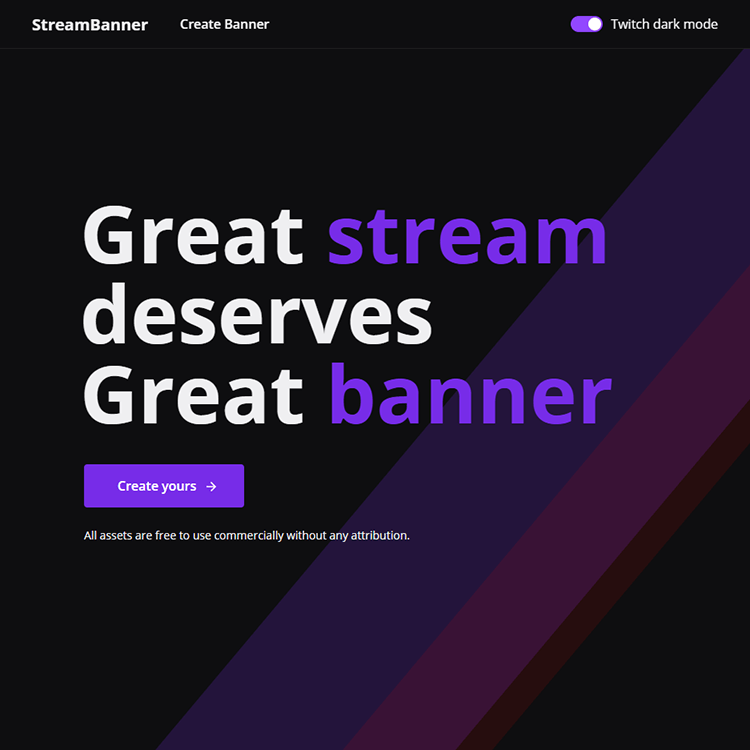 StreamBanner
Create Banner
Twitch dark mode
Great stream
deserves
Great banner
Create yours →
All assets are free to use commercially without any attribution.